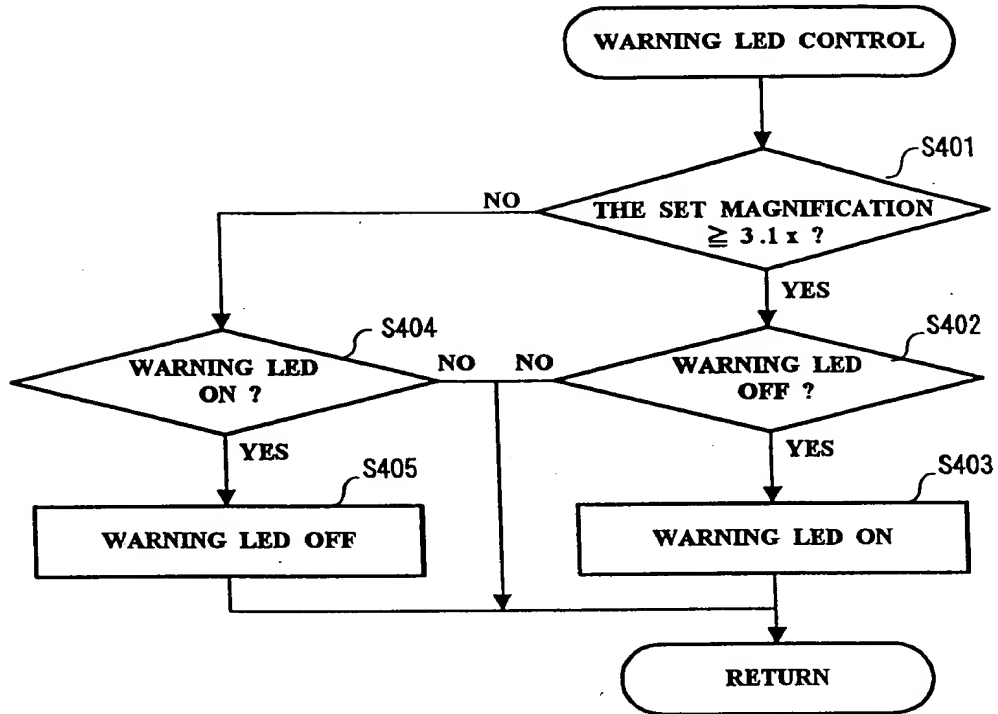 WARNING LED CONTROL
S401
NO
THE SET MAGNIFICATION
≧ 3.1x ?
YES
S404
S402
WARNING LED
ON ?
NO
NO
WARNING LED
OFF ?
YES
YES
S405
S403
WARNING LED OFF
WARNING LED ON
RETURN